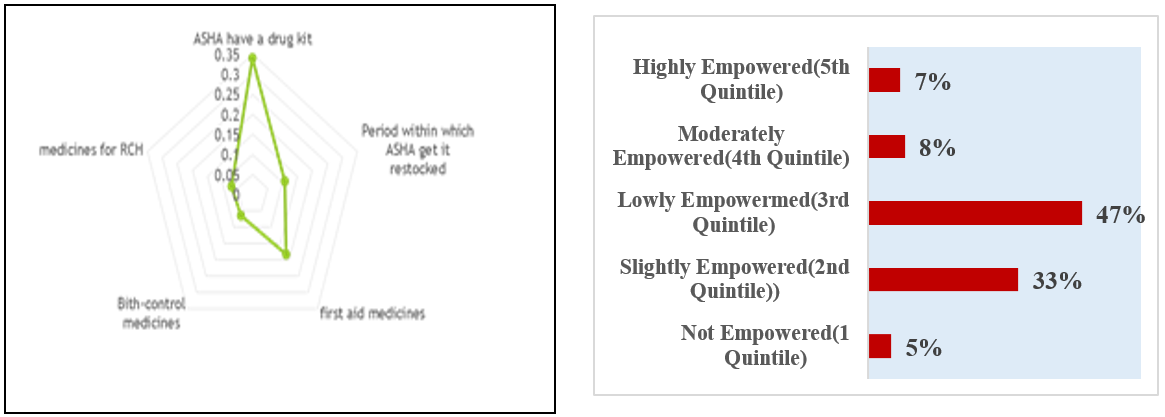 ASHA have a drug kit
0.35
0.3
0.25
0.2
0.15
0.1
0.05
0
Period within which
ASHA get it
restocked
first aid medicines
Bith-control
medicines
medicines for RCH
Highly Empowered(5th
Quintile)
7%
Moderately
Empowered(4th Quintile)
8%
Lowly Empowermed(3rd
Quintile)
47%
Slightly Empowered(2nd
Quintile))
33%
Not Empowered(1
Quintile)
5%